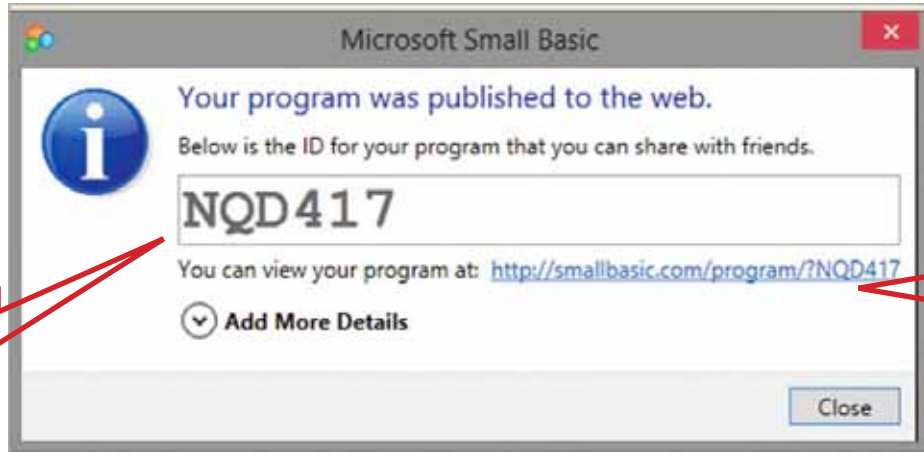 Microsoft Small Basic
Your program was published to the web.
Below is the ID for your program that you can share with friends.
NQD417
You can view your program at: http://smallbasic.com/program/?NQD417
Add More Details
Close